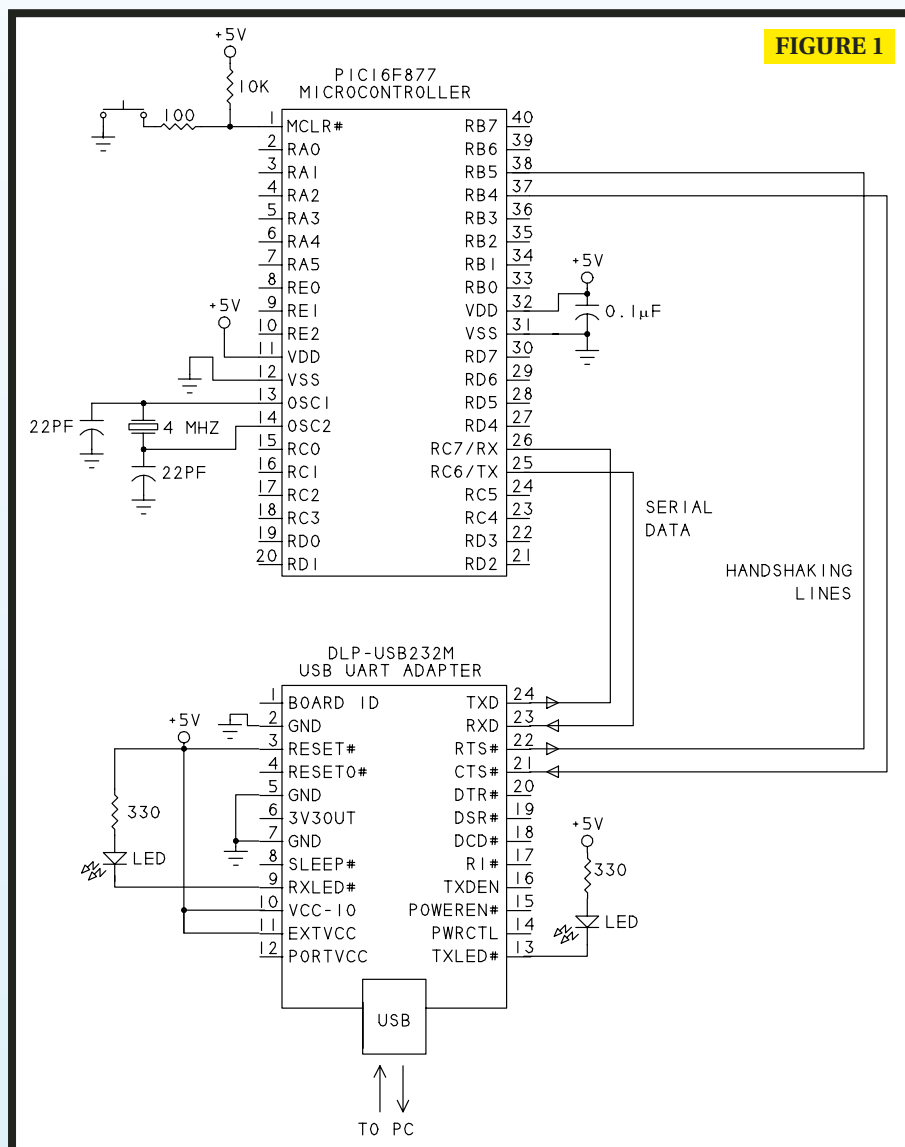 FIGURE 1
+5V
10K
100
PIC16F877
MICROCONTROLLER
1 MCLR#
2 RA0
3 RA1
4 RA2
5 RA3
6 RA4
7 RA5
8 RE0
9 RE1
10 RE2
11 VDD
12 VSS
13 OSC1
14 OSC2
15 RC0
16 RC1
17 RC2
18 RC3
19 RD0
20 RD1
RB7 40
RB6 39
RB5 38
RB4 37
RB3 36
RB2 35
RB1 34
RB0 33
VDD 32
VSS 31
RD7 30
RD6 29
RD5 28
RD4 27
RC7/RX 26
RC6/TX 25
RC5 24
RC4 23
RD3 22
RD2 21
+5V
22PF
4 MHZ
22PF
+5V
0.1µF
SERIAL
DATA
HANDSHAKING
LINES
DLP-USB232M
USB UART ADAPTER
1 BOARD ID
2 GND
3 RESET#
4 RESETO#
5 GND
6 3V3OUT
7 GND
8 SLEEP#
9 RXLED#
10 VCC-IO
11 EXTVCC
12 PORTVCC
TXD 24
RXD 23
RTS# 22
CTS# 21
DTR# 20
DSR# 19
DCD# 18
RI# 17
TXDEN 16
POWEREN# 15
PWRCTL 14
TXLED# 13
+5V
330
LED
+5V
330
LED
USB
TO PC